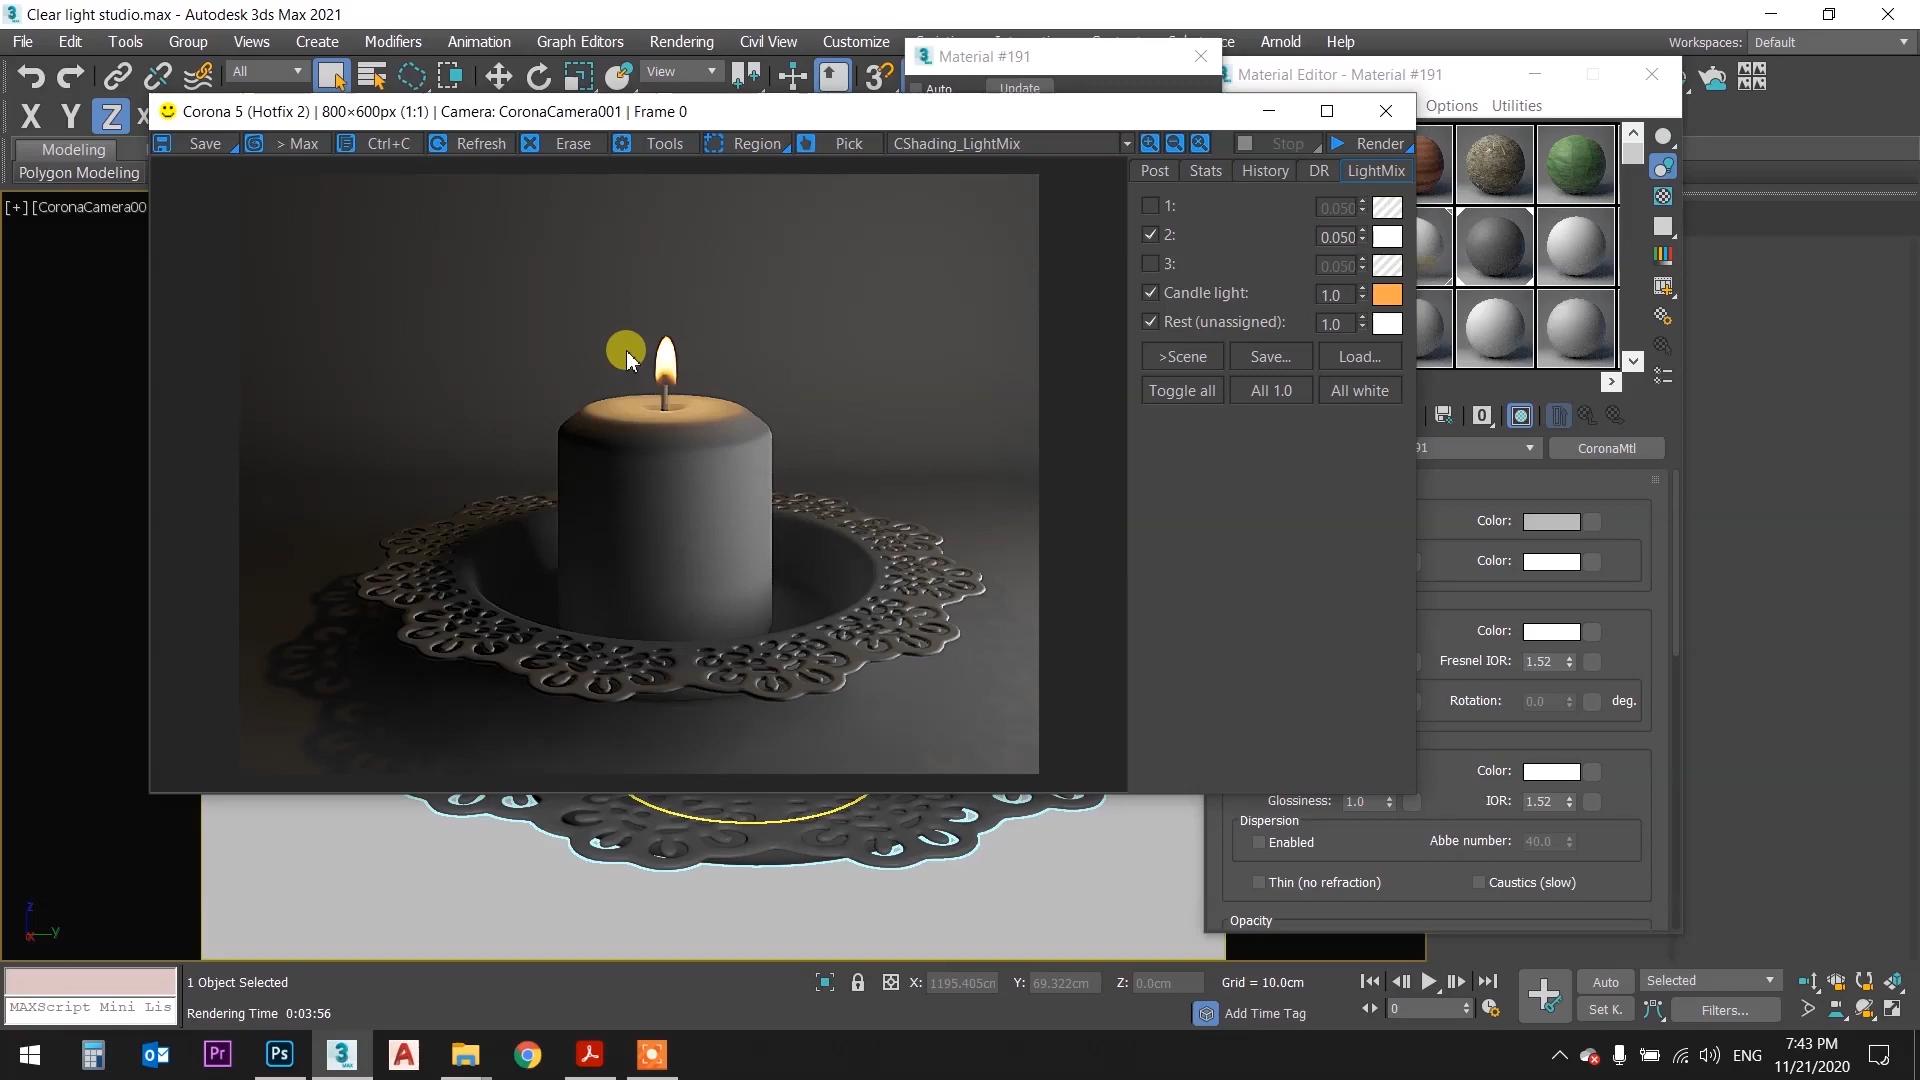 Clear light studio.max - Autodesk 3ds Max 2021
File Edit Tools Group Views Create Modifiers Animation Graph Editors Rendering Civil View Customize Arnold Help Workspaces: Default
All View
Material #191
Auto Update
Material Editor - Material #191
Options Utilities
X Y Z
Corona 5 (Hotfix 2) | 800×600px (1:1) | Camera: CoronaCamera001 | Frame 0
Save > Max Ctrl+C Refresh Erase Tools Region Pick CShading_LightMix Stop Render
Modeling
Polygon Modeling
Post Stats History DR LightMix
[+] [CoronaCamera00
1: 0.050
2: 0.050
3: 0.050
Candle light: 1.0
Rest (unassigned): 1.0
>Scene Save... Load...
Toggle all All 1.0 All white
0
91 CoronaMtl
Color:
Color:
Color:
Fresnel IOR: 1.52
Rotation: 0.0 deg.
Color:
Glossiness: 1.0 IOR: 1.52
Dispersion
Enabled Abbe number: 40.0
Thin (no refraction) Caustics (slow)
Opacity
z
x y
1 Object Selected
MAXScript Mini Lis
Rendering Time 0:03:56
X: 1195.405cm Y: 69.322cm Z: 0.0cm Grid = 10.0cm
Add Time Tag
0
Auto Selected
Set K. Filters...
ENG
7:43 PM
11/21/2020